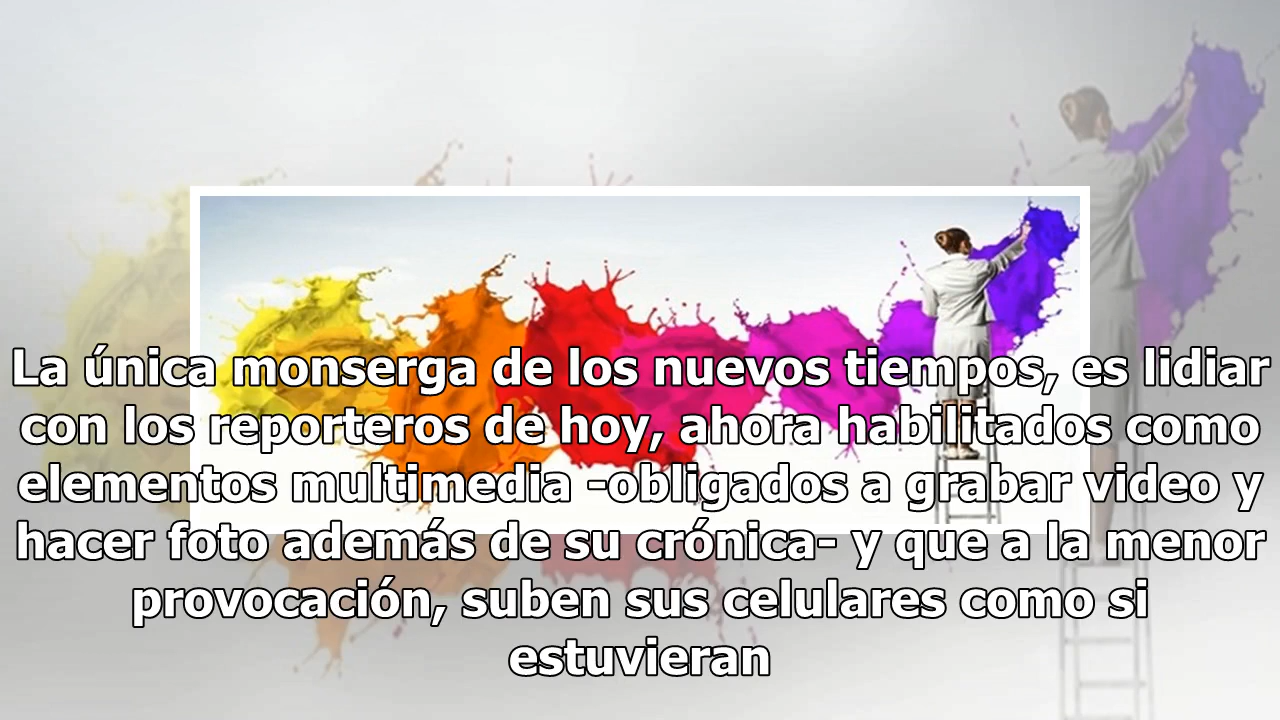 La única monserga de los nuevos tiempos, es lidiar
con los reporteros de hoy, ahora habilitados como
elementos multimedia -obligados a grabar video y
hacer foto además de su crónica- y que a la menor
provocación, suben sus celulares como si
estuvieran